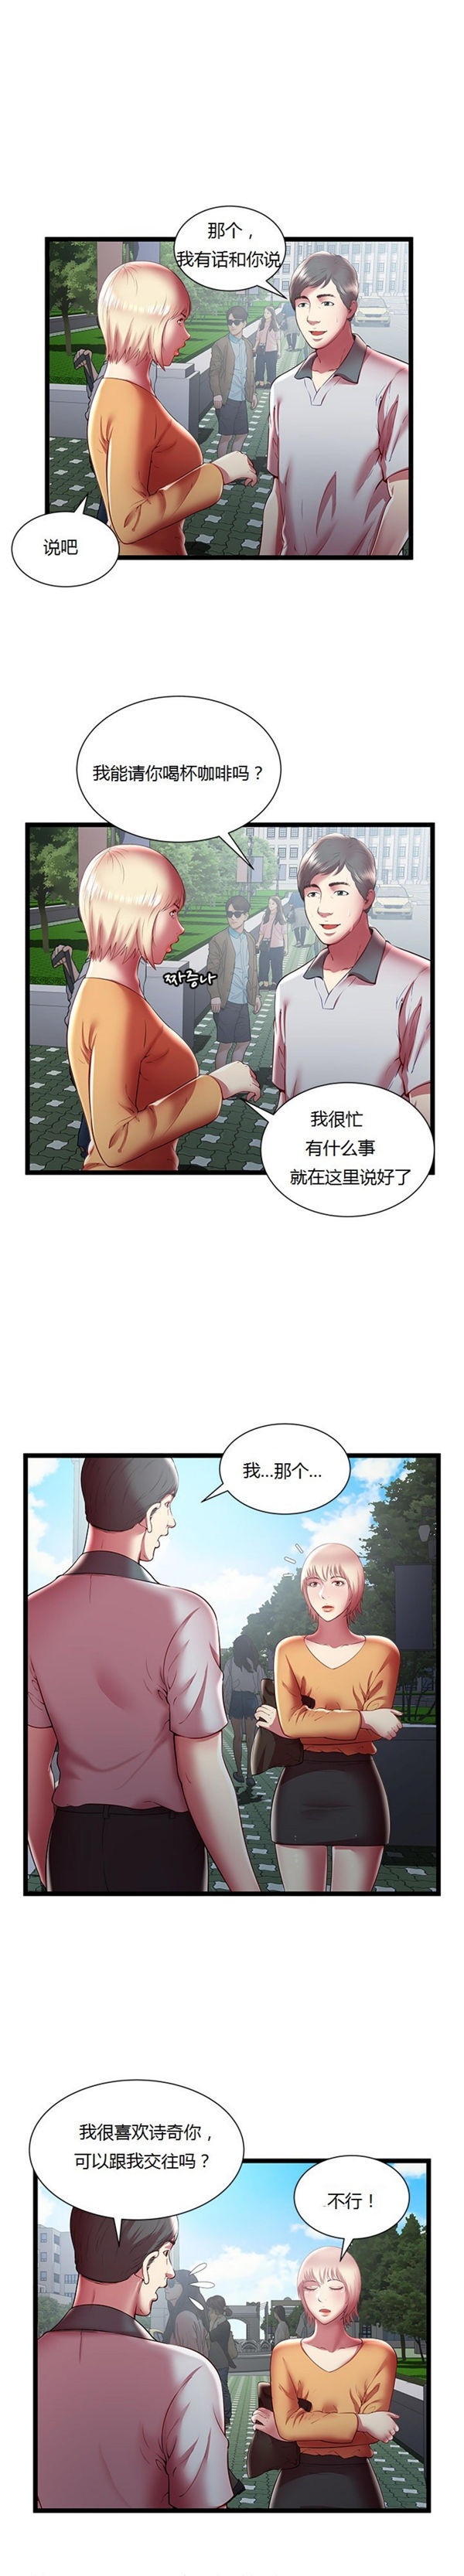 那个，
我有话和你说
说吧
我能请你喝杯咖啡吗？
짜증나
我很忙
有什么事
就在这里说好了
我...那个...
我很喜欢诗奇你，
可以跟我交往吗？
不行！